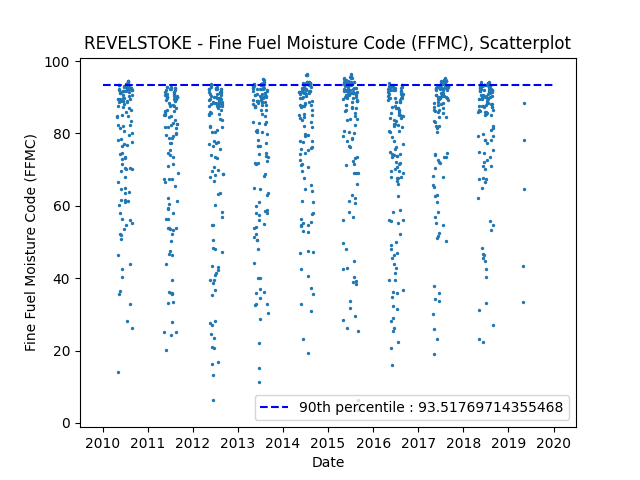 REVELSTOKE - Fine Fuel Moisture Code (FFMC), Scatterplot
Fine Fuel Moisture Code (FFMC)
100
80
60
40
20
0
90th percentile : 93.51769714355468
2010 2011 2012 2013 2014 2015 2016 2017 2018 2019 2020
Date